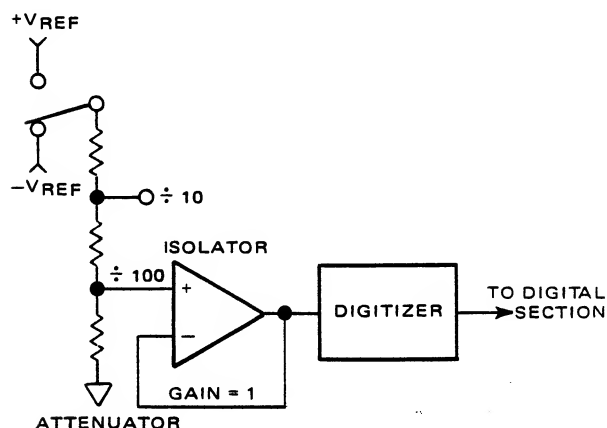 +VREF
−VREF
÷ 10
ISOLATOR
÷ 100
+
−
GAIN = 1
ATTENUATOR
DIGITIZER
TO DIGITAL
SECTION